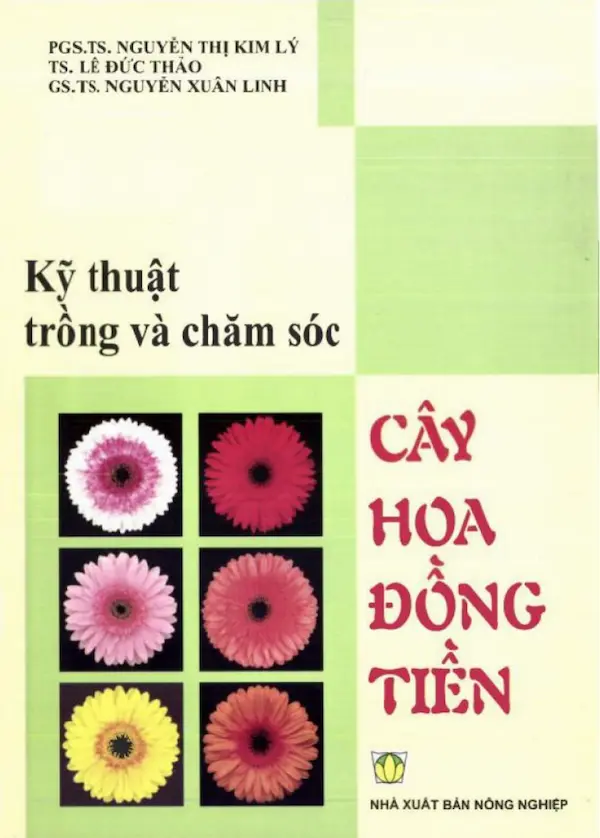 PGS.TS. NGUYỄN THỊ KIM LÝ
TS. LÊ ĐỨC THẢO
GS.TS. NGUYỄN XUÂN LINH
Kỹ thuật
trồng và chăm sóc
CÂY
HOA
ĐỒNG
TIỀN
NHÀ XUẤT BẢN NÔNG NGHIỆP